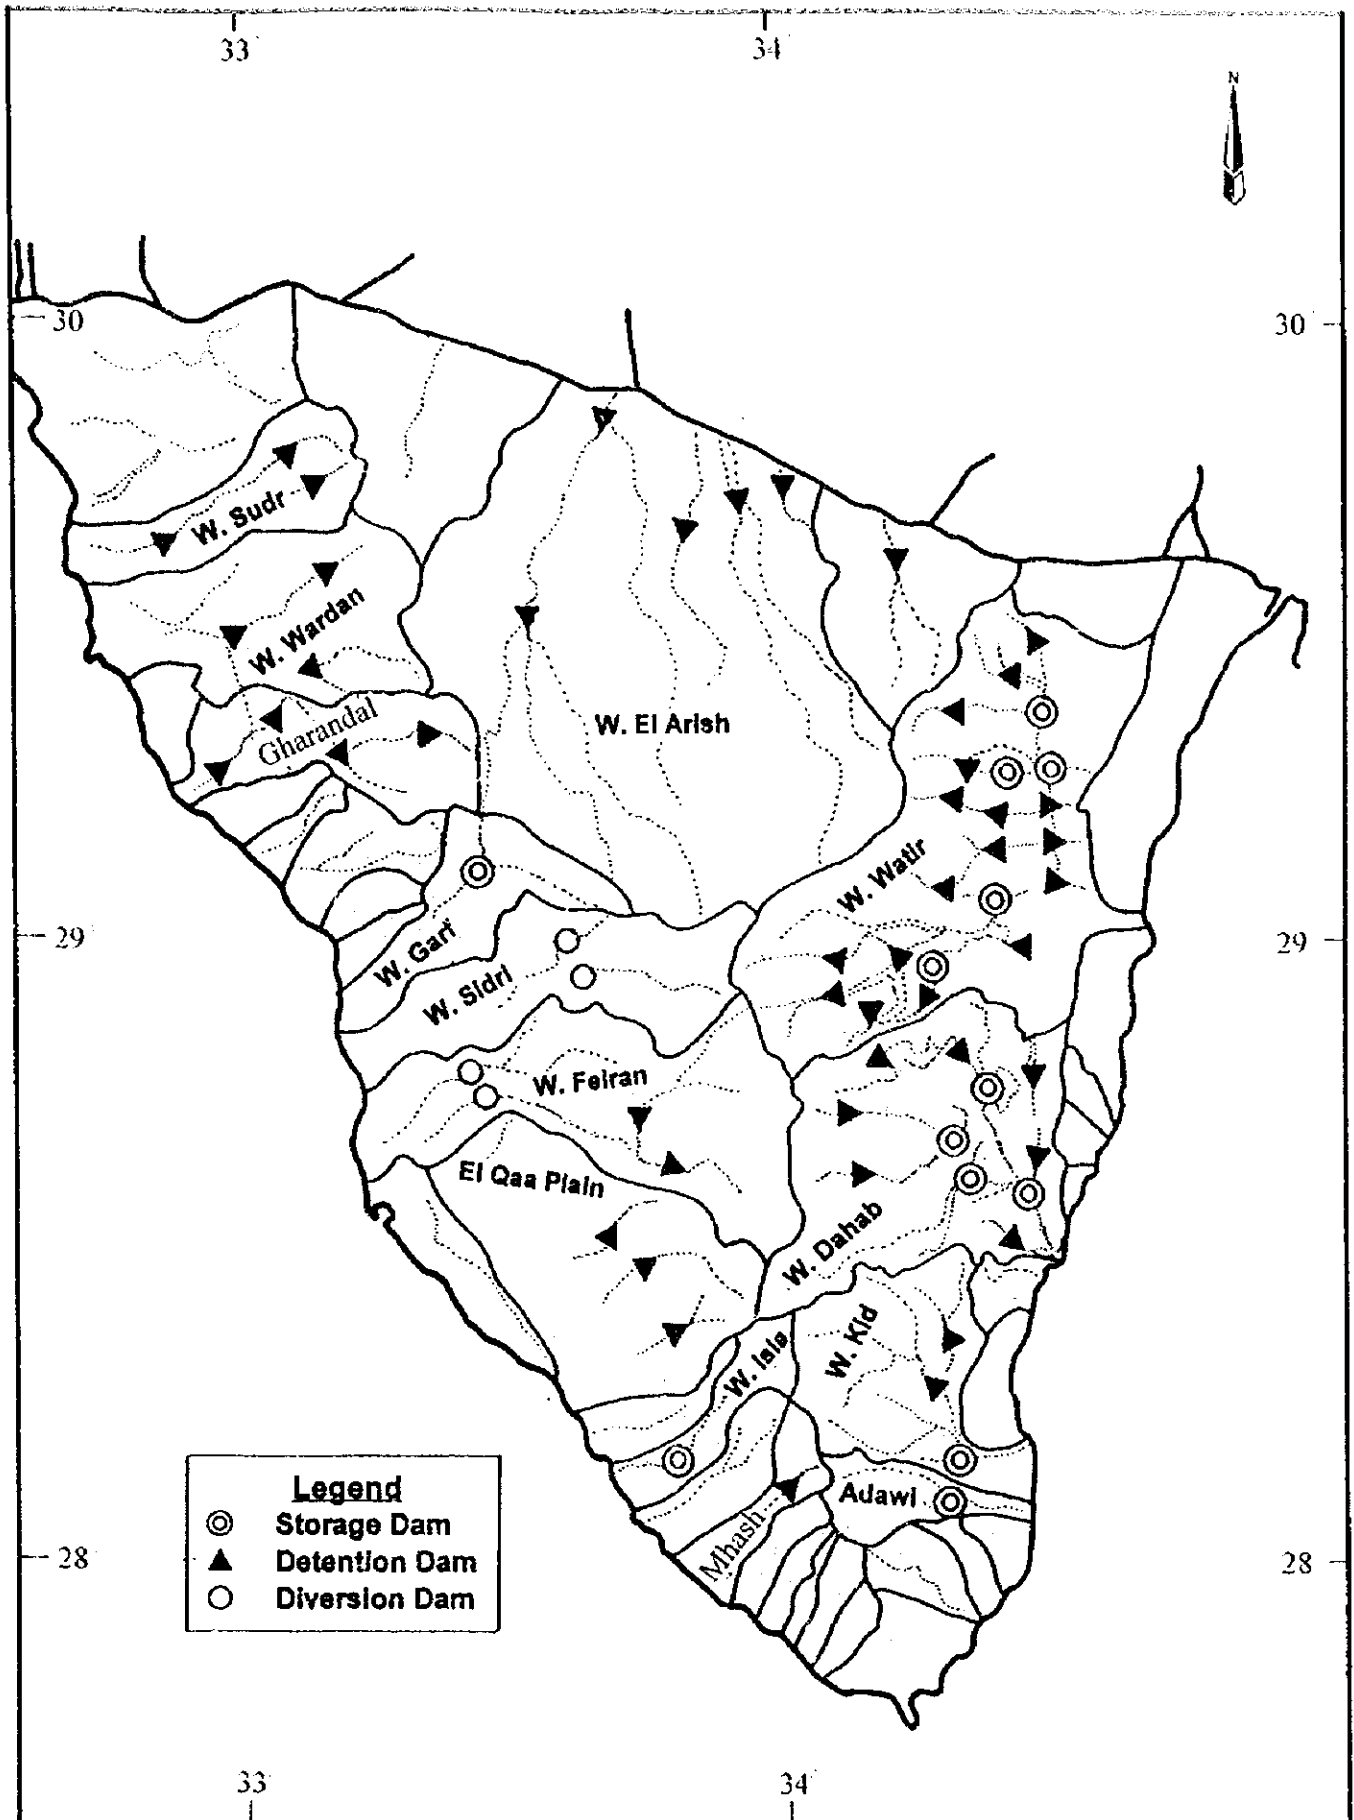 33
34
N
30
30
W. Sudr
W. Wardan
Gharandal
W. El Arish
W. Watir
29
29
W. Gari
W. Sidri
W. Feiran
El Qaa Plain
W. Dahab
W. Kid
W. Isla
Adawi
Mhash
Legend
Storage Dam
Detention Dam
Diversion Dam
28
28
33
34